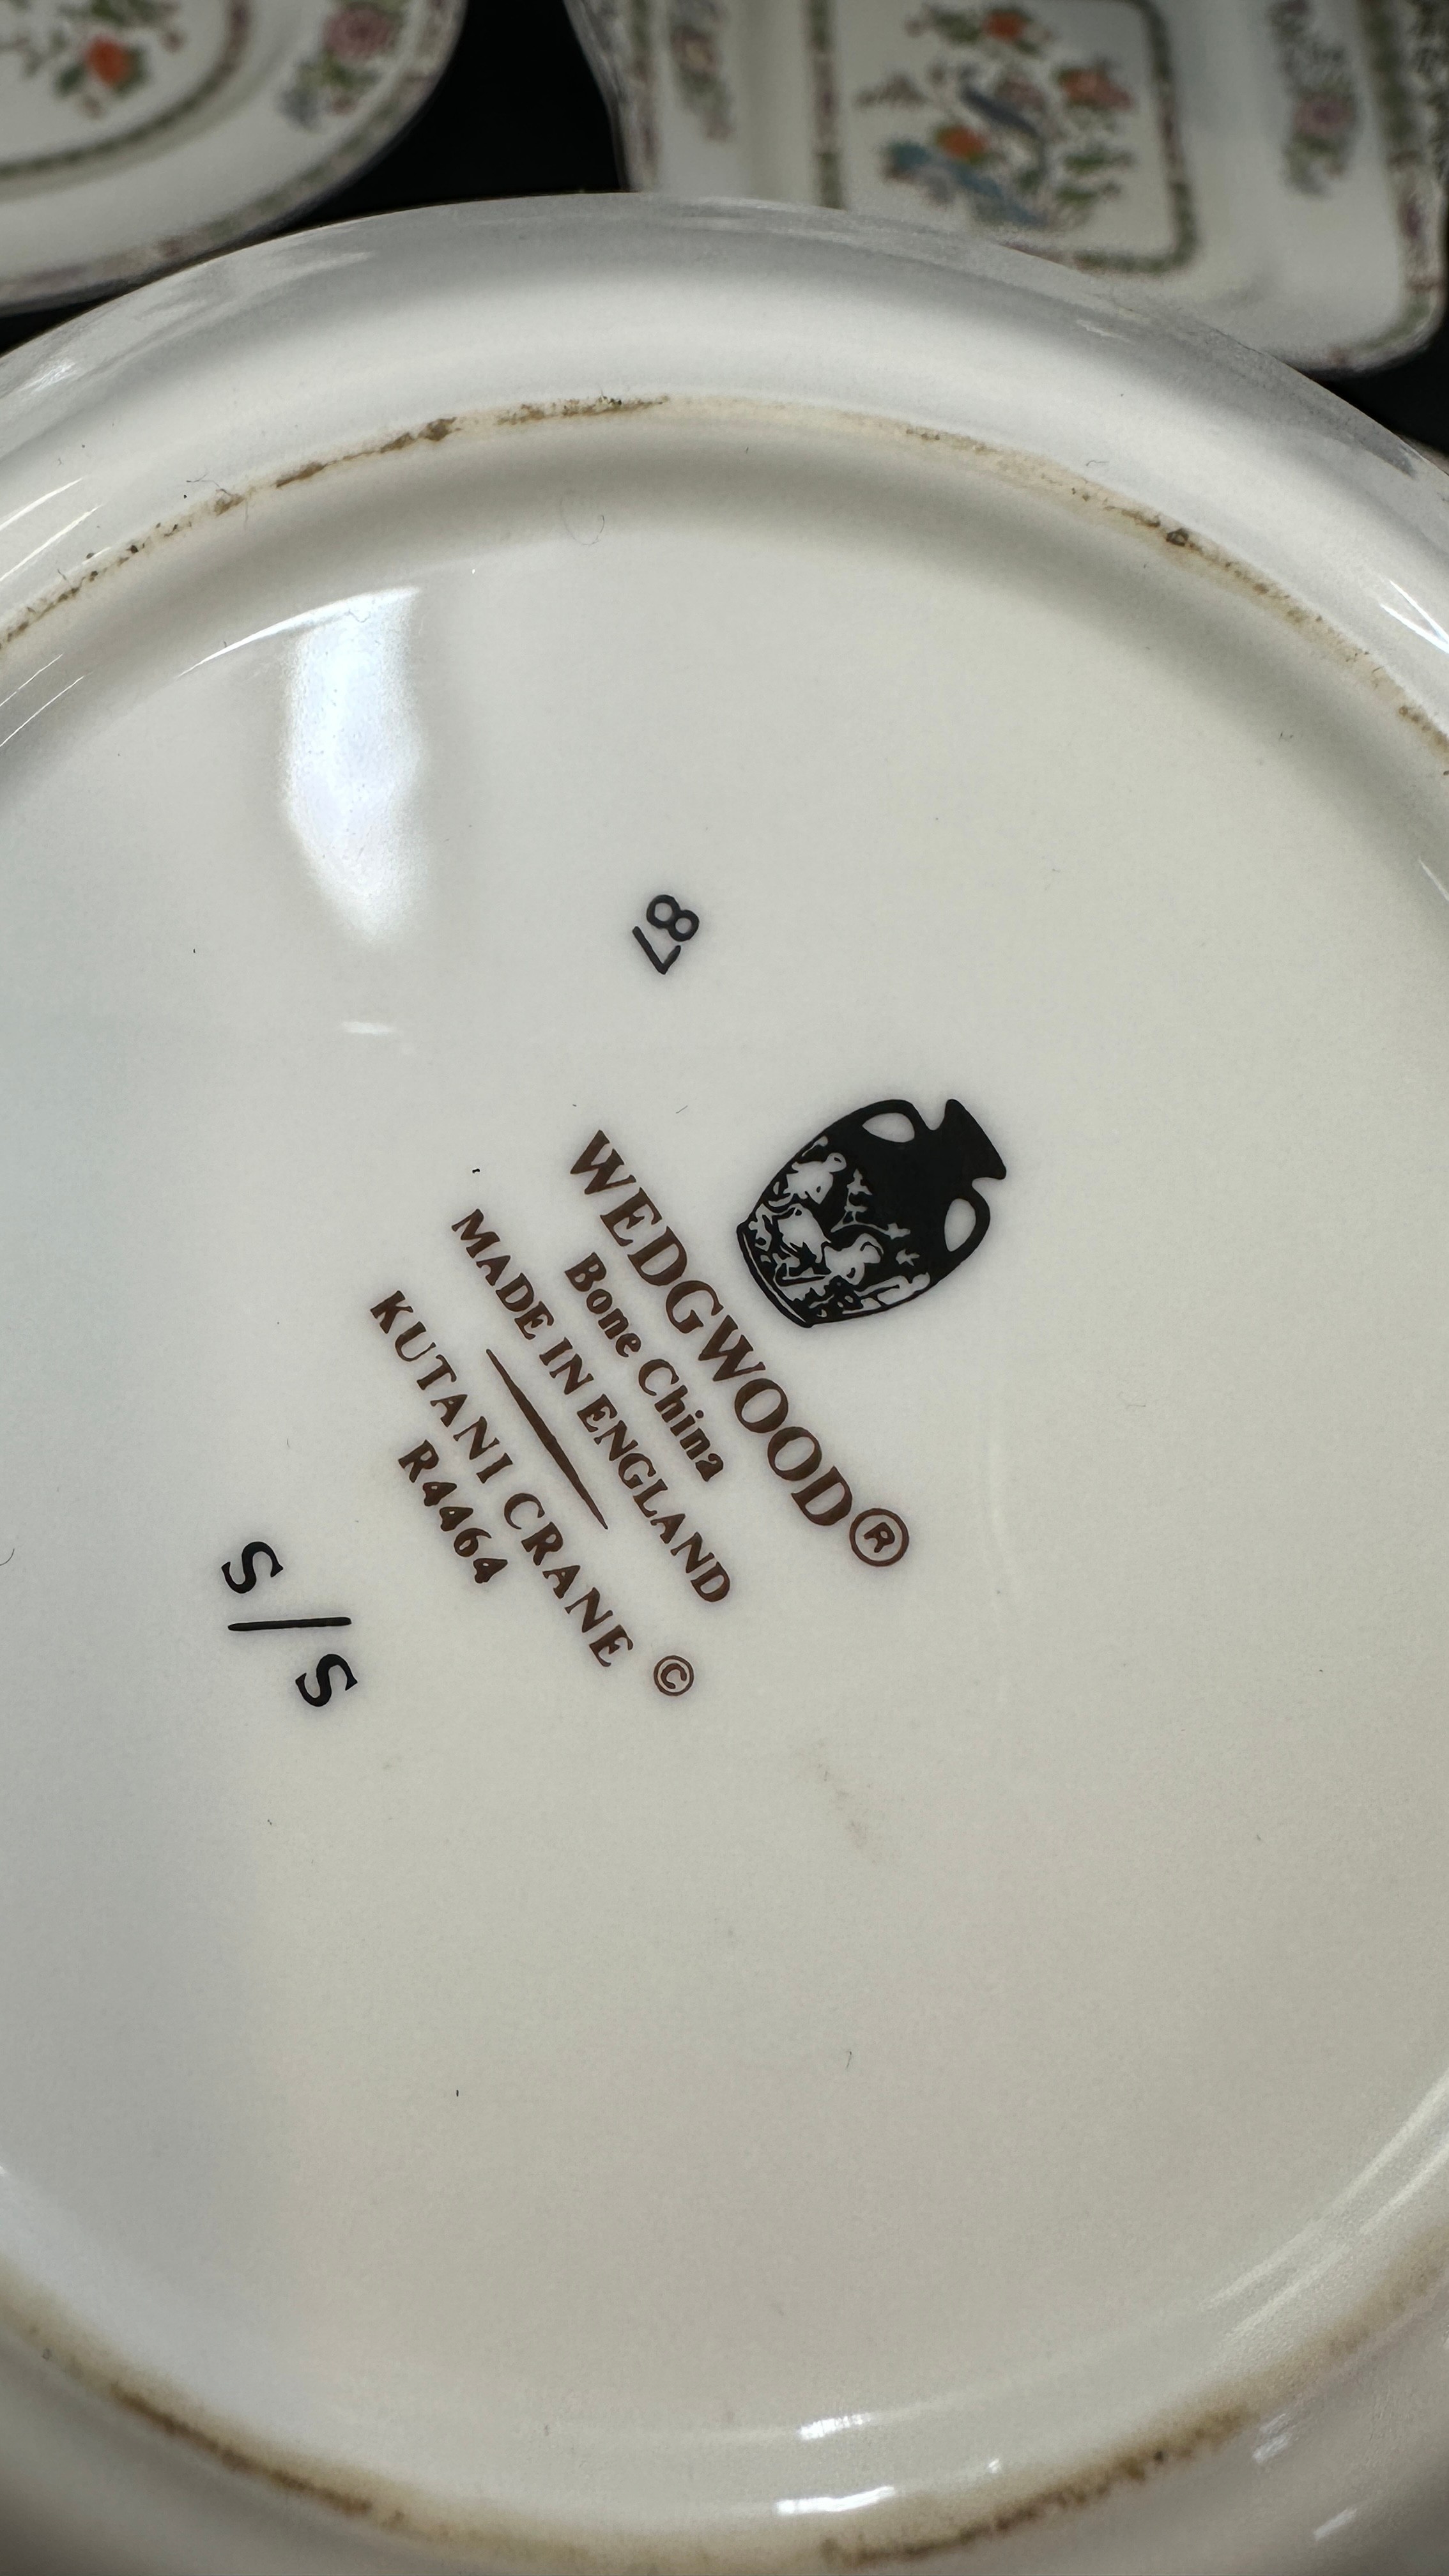 87
WEDGWOOD®
Bone China
MADE IN ENGLAND
KUTANI CRANE ©
R4464
S/S